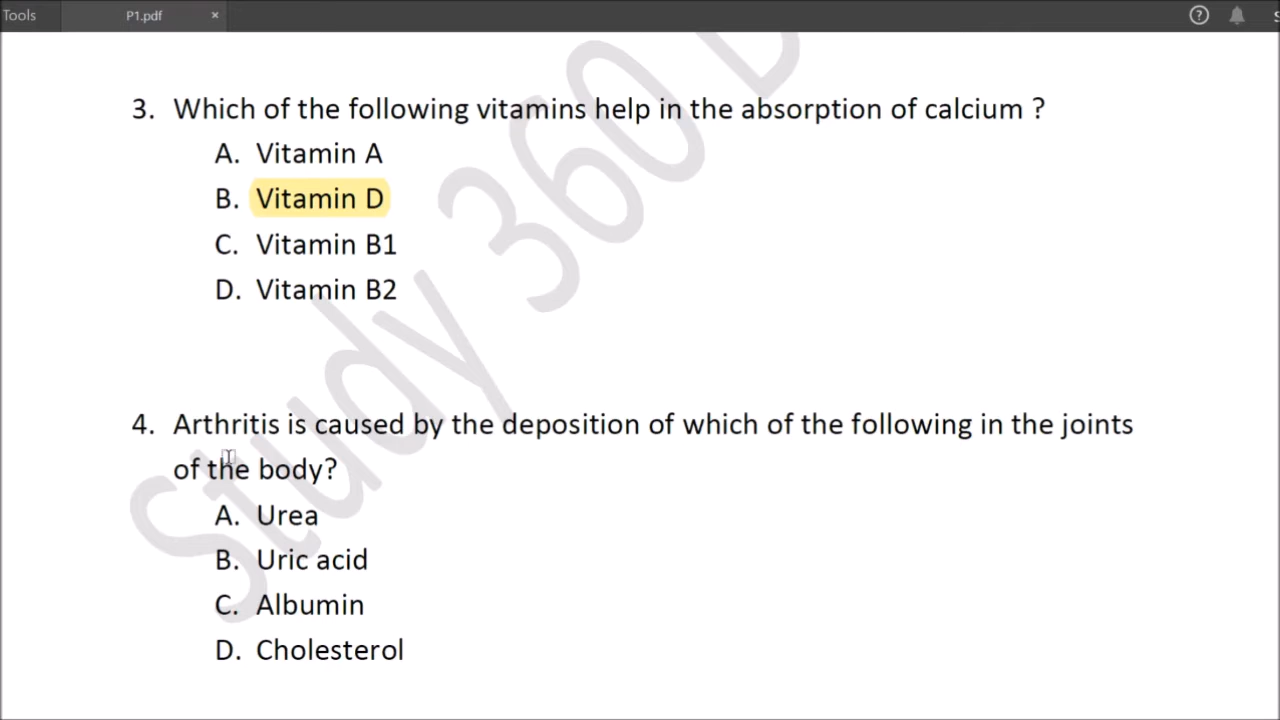 Tools P1.pdf × ?
3. Which of the following vitamins help in the absorption of calcium ?
A. Vitamin A
B. Vitamin D
C. Vitamin B1
D. Vitamin B2
4. Arthritis is caused by the deposition of which of the following in the joints
of the body?
A. Urea
B. Uric acid
C. Albumin
D. Cholesterol
Study 360